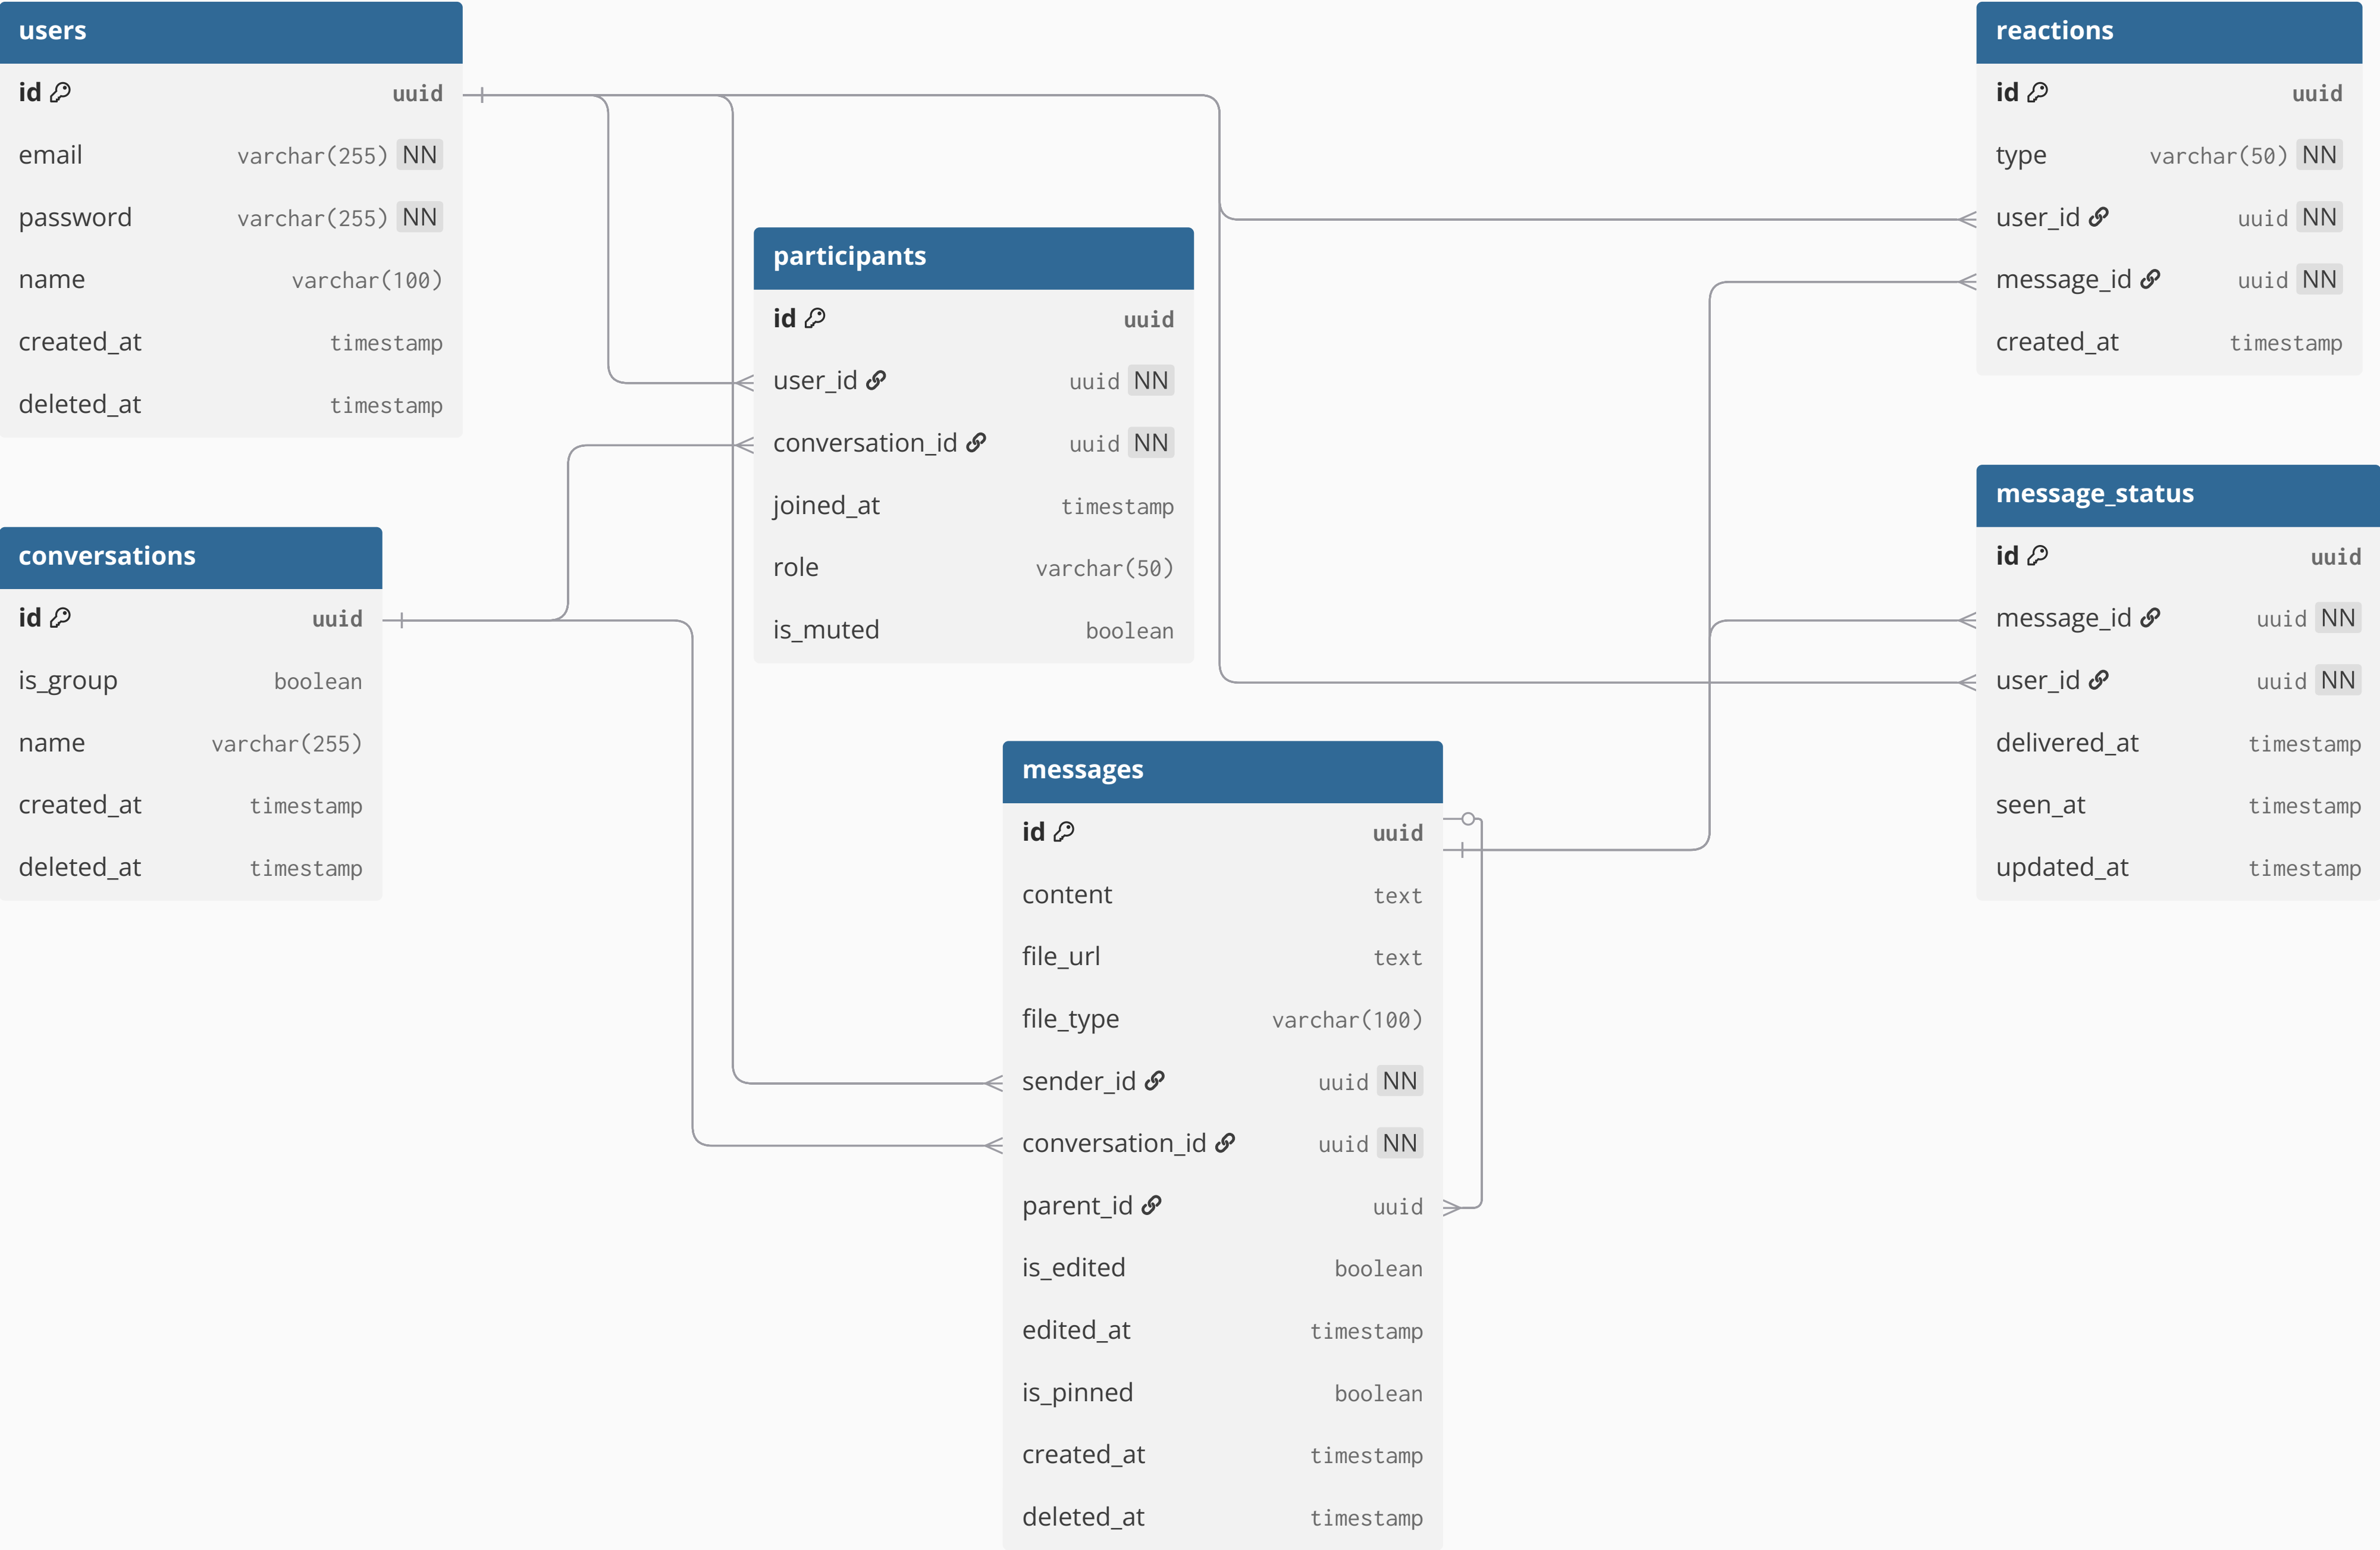 users
id uuid
email varchar(255) NN
password varchar(255) NN
name varchar(100)
created_at timestamp
deleted_at timestamp
conversations
id uuid
is_group boolean
name varchar(255)
created_at timestamp
deleted_at timestamp
participants
id uuid
user_id uuid NN
conversation_id uuid NN
joined_at timestamp
role varchar(50)
is_muted boolean
messages
id uuid
content text
file_url text
file_type varchar(100)
sender_id uuid NN
conversation_id uuid NN
parent_id uuid
is_edited boolean
edited_at timestamp
is_pinned boolean
created_at timestamp
deleted_at timestamp
reactions
id uuid
type varchar(50) NN
user_id uuid NN
message_id uuid NN
created_at timestamp
message_status
id uuid
message_id uuid NN
user_id uuid NN
delivered_at timestamp
seen_at timestamp
updated_at timestamp